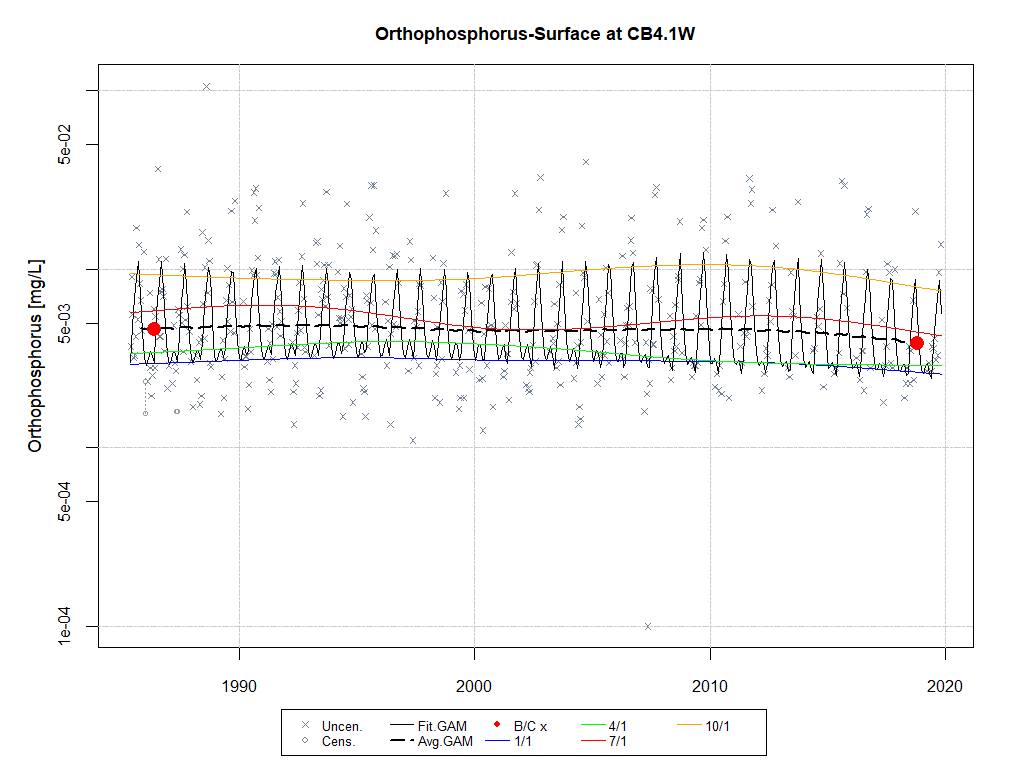 Orthophosphorus-Surface at CB4.1W
Orthophosphorus [mg/L]
5e-02
5e-03
5e-04
1e-04
1990 2000 2010 2020
Uncen. Fit.GAM B/C x 4/1 10/1
Cens. Avg.GAM 1/1 7/1